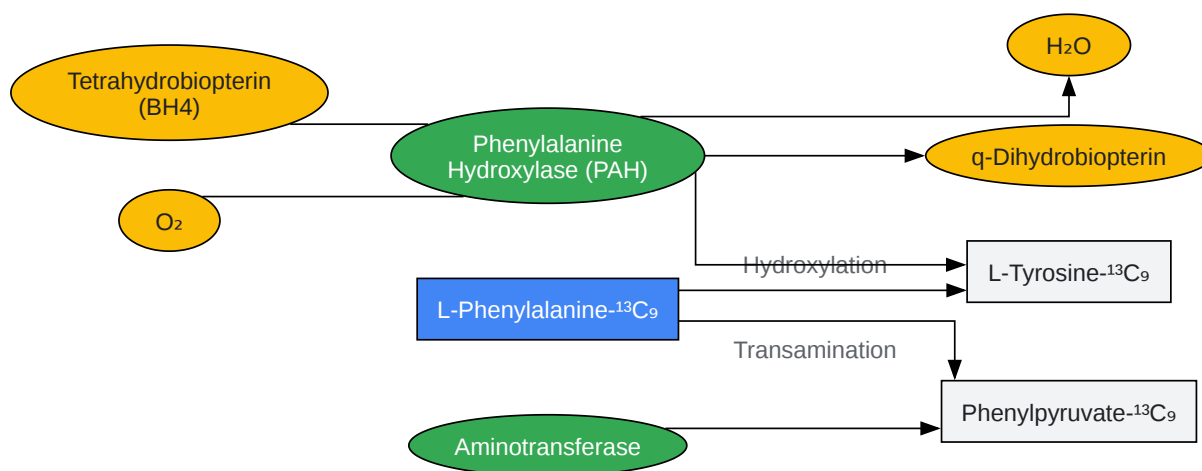 H₂O
Tetrahydrobiopterin
(BH4)
Phenylalanine
Hydroxylase (PAH)
q-Dihydrobiopterin
O₂
Hydroxylation
L-Tyrosine-¹³C₉
L-Phenylalanine-¹³C₉
Transamination
Phenylpyruvate-¹³C₉
Aminotransferase